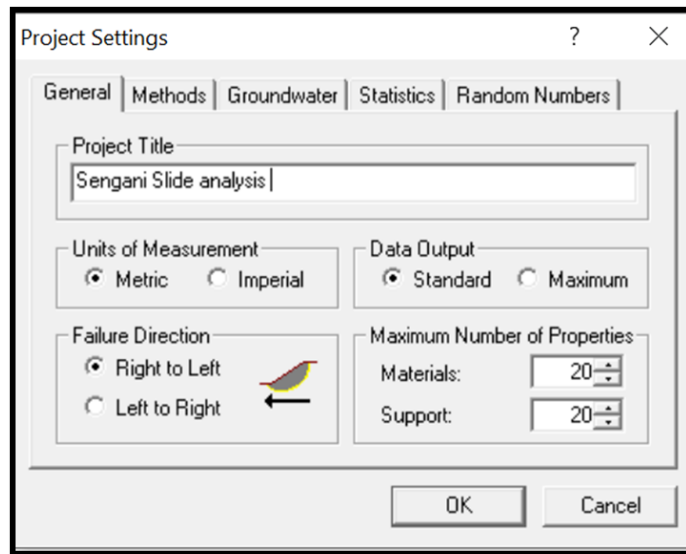 Project Settings ?
General Methods Groundwater Statistics Random Numbers
Project Title
Sengani Slide analysis
Units of Measurement
Metric Imperial
Data Output
Standard Maximum
Failure Direction
Right to Left
Left to Right
Maximum Number of Properties
Materials: 20
Support: 20
OK Cancel